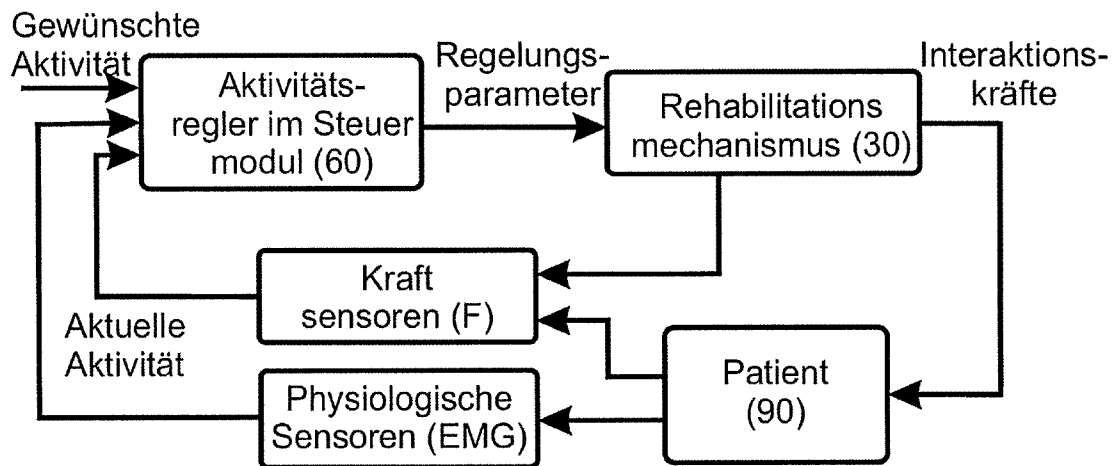 Gewünschte
Aktivität
Aktivitäts-
regler im Steuer
modul (60)
Regelungs-
parameter
Rehabilitations
mechanismus (30)
Interaktions-
kräfte
Kraft
sensoren (F)
Aktuelle
Aktivität
Physiologische
Sensoren (EMG)
Patient
(90)